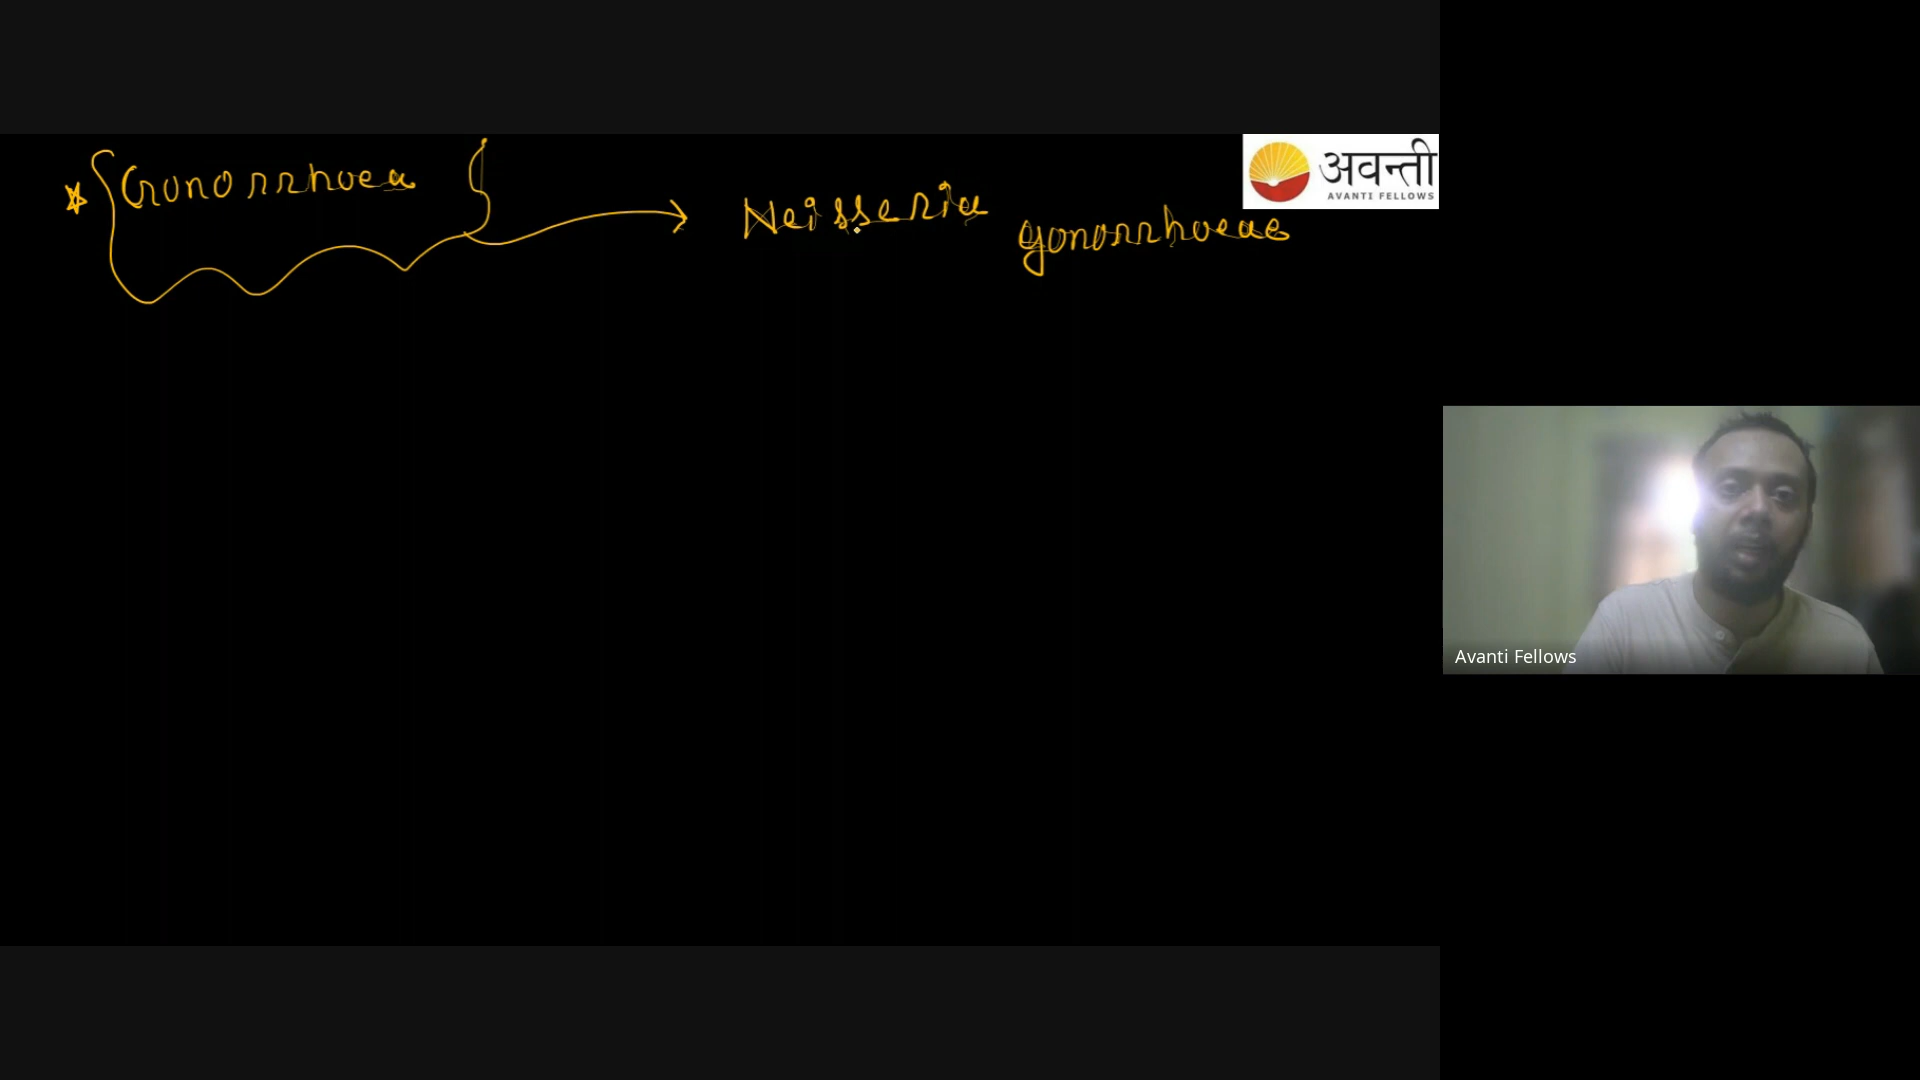 Gonorrhoea
Neisseria gonorrhoeae
अवन्ती
AVANTI FELLOWS
Avanti Fellows